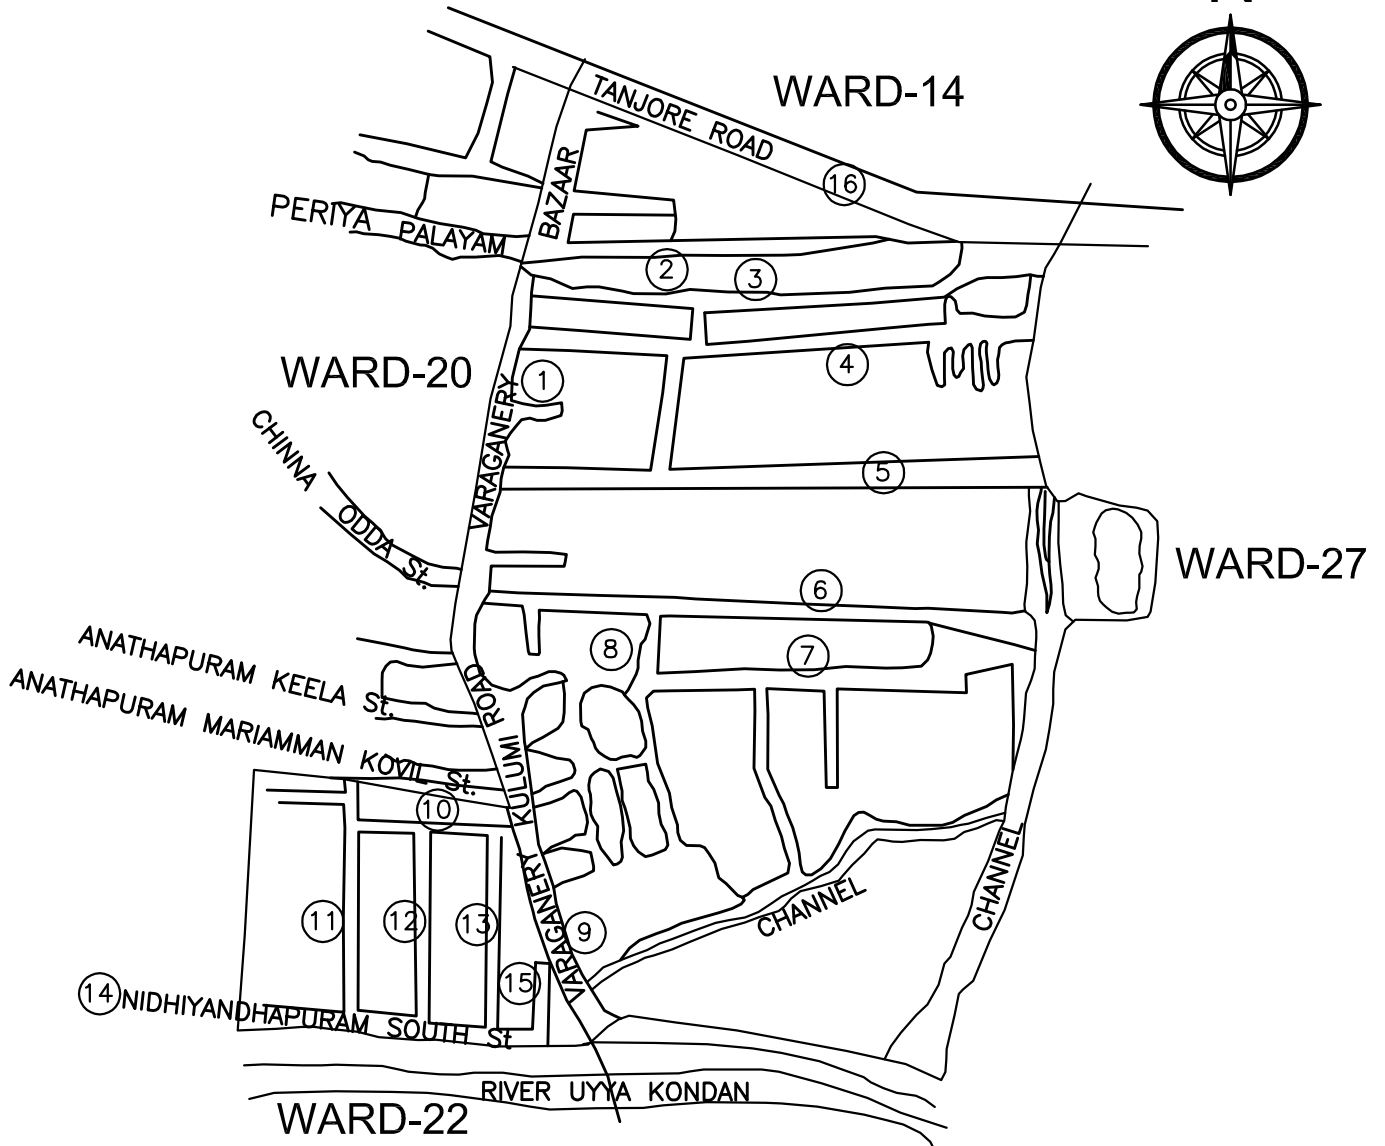 WARD-14
TANJORE ROAD
16
BAZAAR
PERIYA PALAYAM
2
3
WARD-20
1
4
VARAGANERY
CHINNA ODDA St.
5
WARD-27
6
ANATHAPURAM KEELA St.
8
7
ANATHAPURAM MARIAMMAN KOVIL St.
VARAGANERY KULUMI ROAD
10
CHANNEL
CHANNEL
11
12
13
9
15
14 NIDHIYANDHAPURAM SOUTH St
RIVER UYYA KONDAN
WARD-22